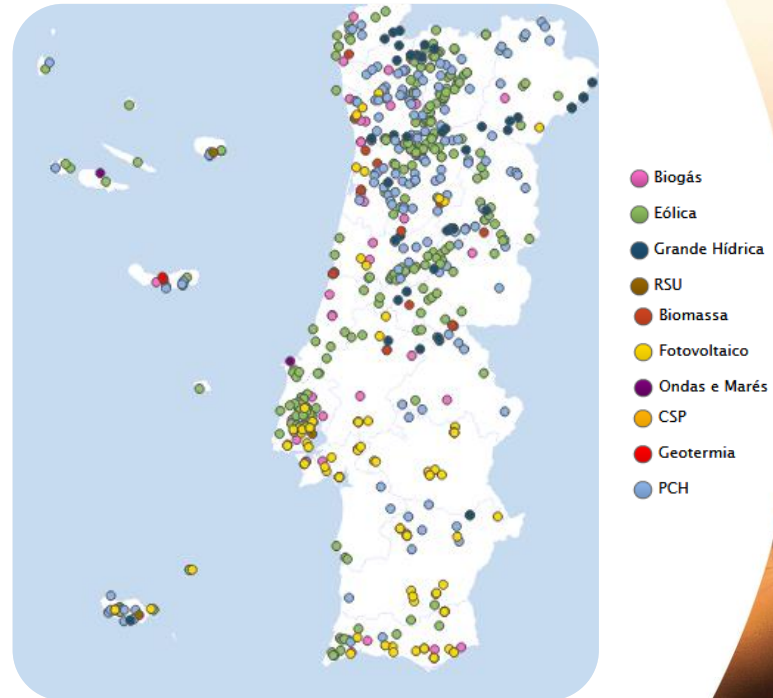 Biogás
Eólica
Grande Hídrica
RSU
Biomassa
Fotovoltaico
Ondas e Marés
CSP
Geotermia
PCH